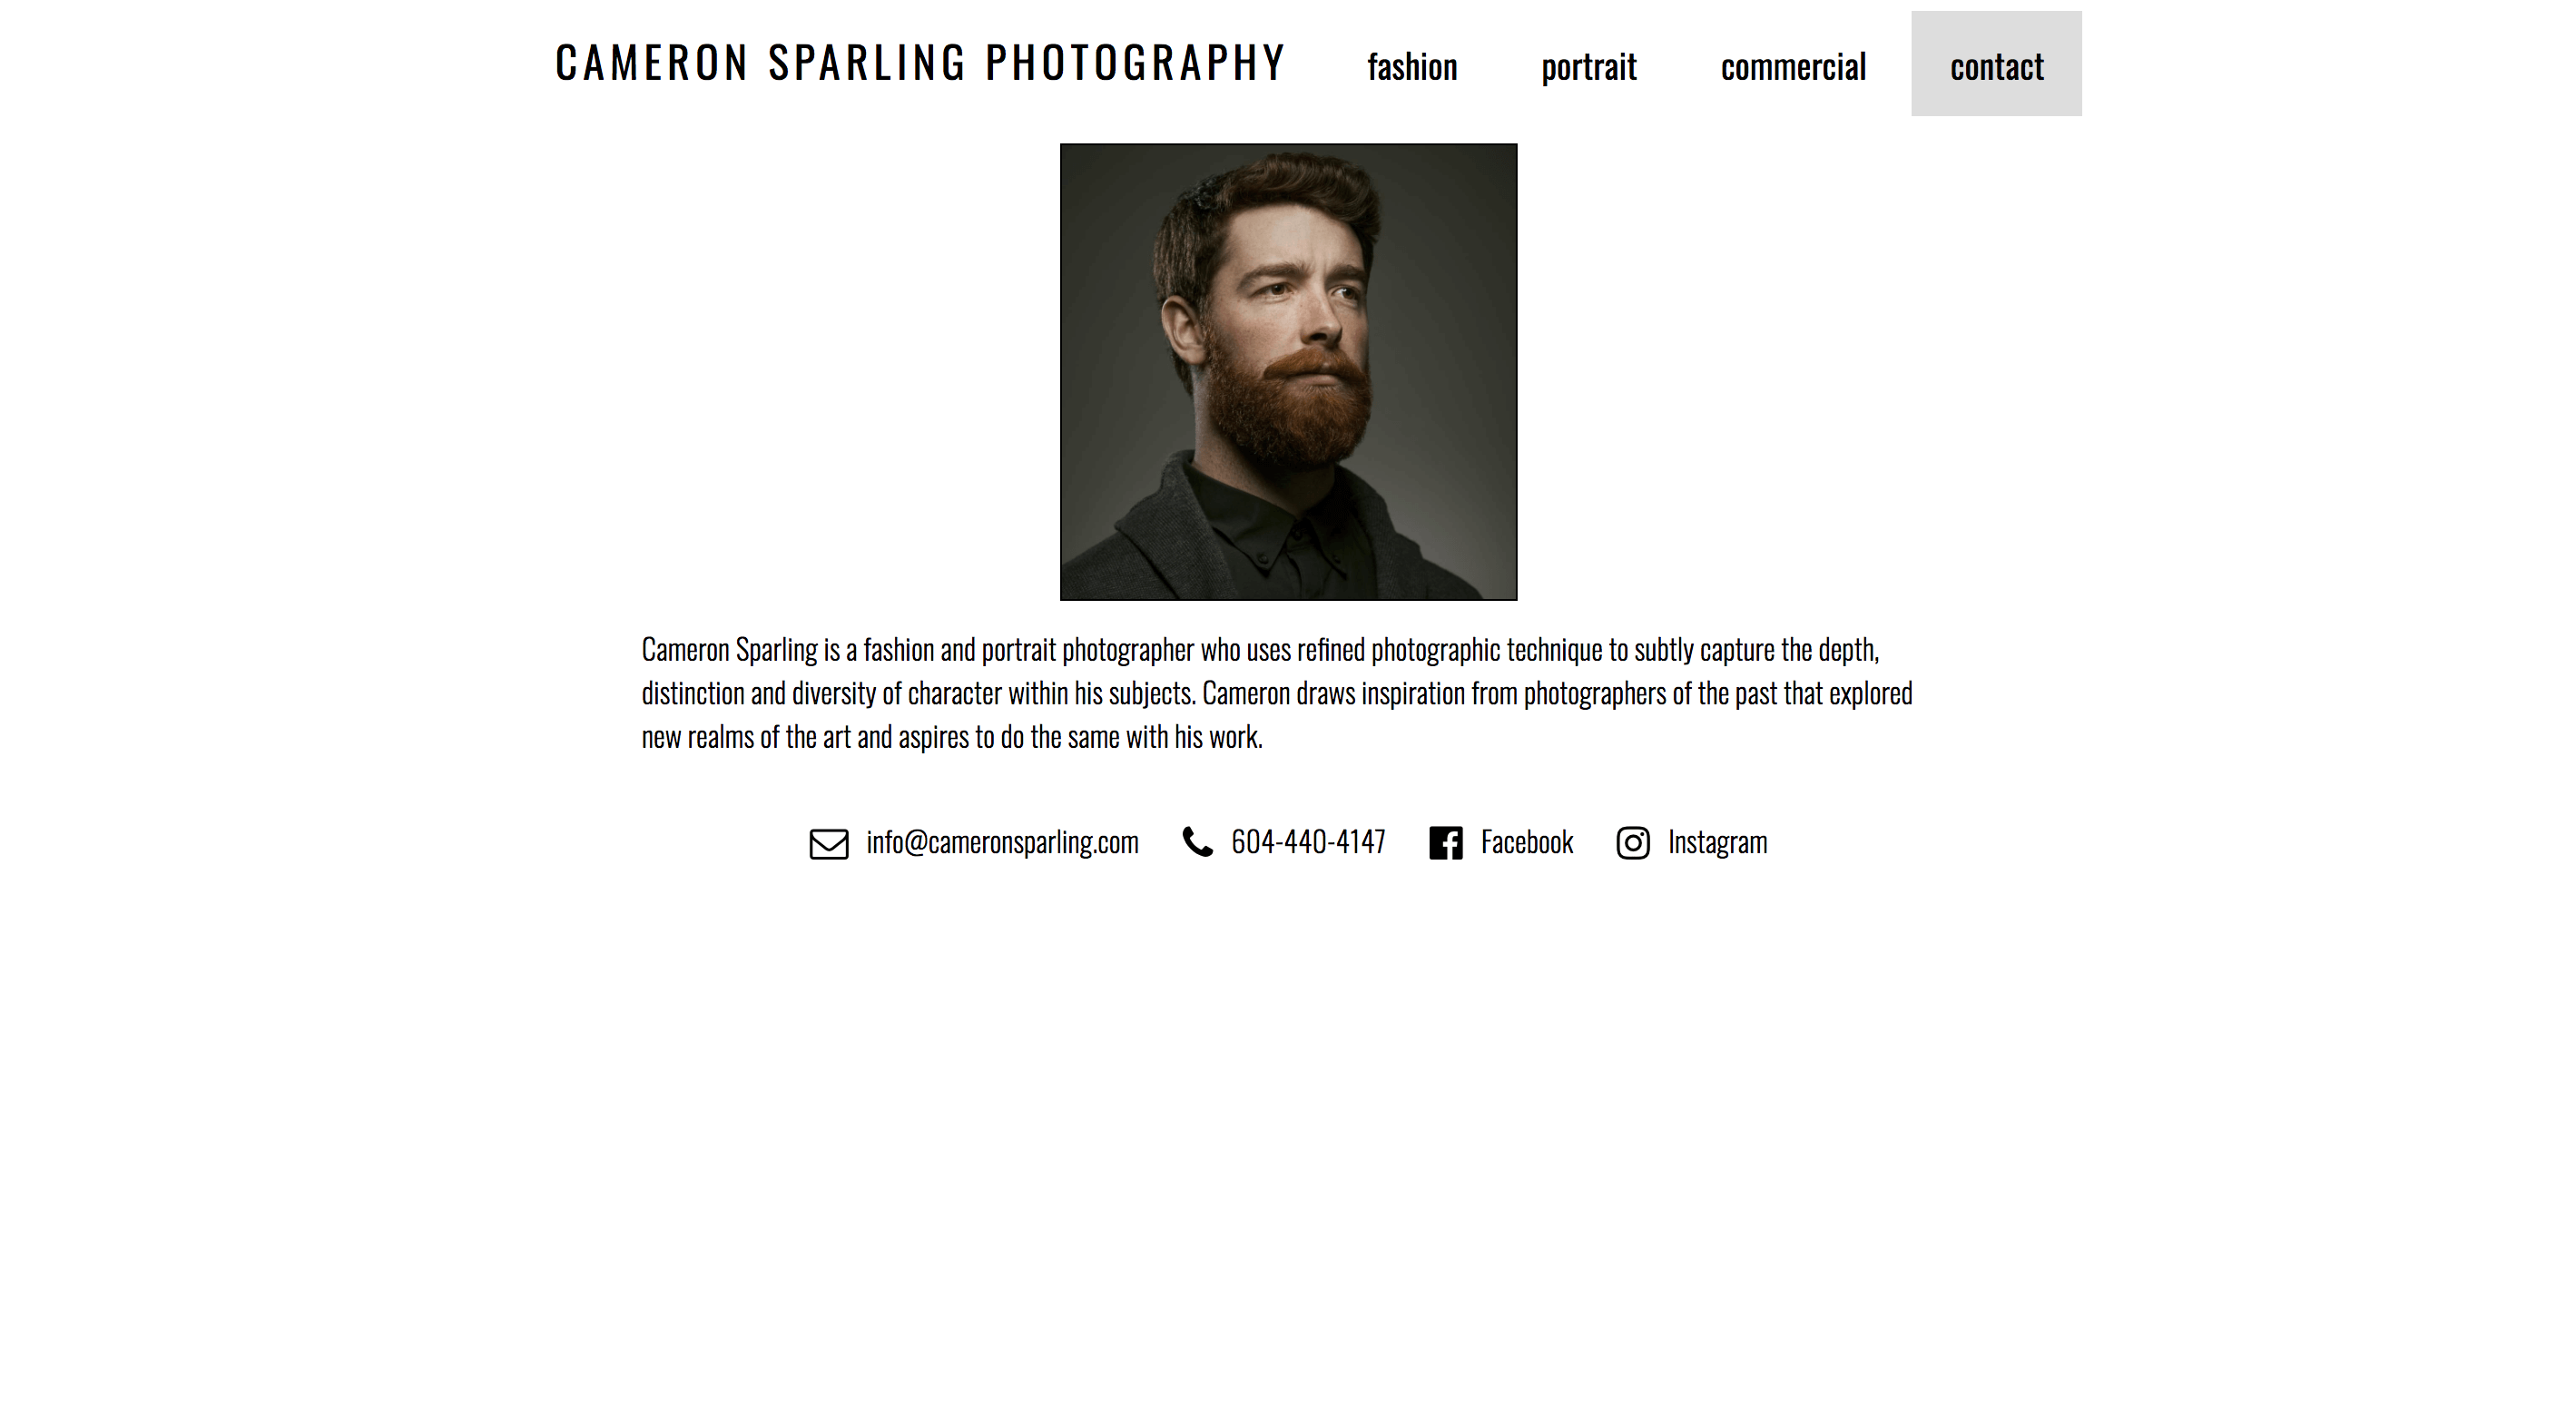 CAMERON SPARLING PHOTOGRAPHY
fashion
portrait
commercial
contact
Cameron Sparling is a fashion and portrait photographer who uses refined photographic technique to subtly capture the depth,
distinction and diversity of character within his subjects. Cameron draws inspiration from photographers of the past that explored
new realms of the art and aspires to do the same with his work.
info@cameronsparling.com
604-440-4147
Facebook
Instagram